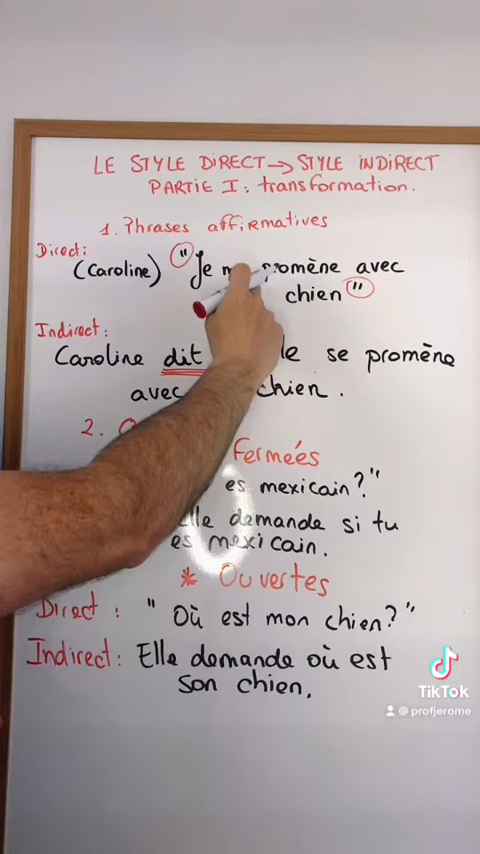 LE STYLE DIRECT → STYLE INDIRECT
PARTIE I: transformation.
1. Phrases affirmatives
Direct:
(Caroline) "Je promène avec
chien"
Indirect:
Caroline dit se promène
avec chien.
2.
Fermées
es mexicain?"
Elle demande si tu
es mexicain.
* Ouvertes
Direct : "Où est mon chien?"
Indirect: Elle demande où est
son chien.
TikTok
@profjerome